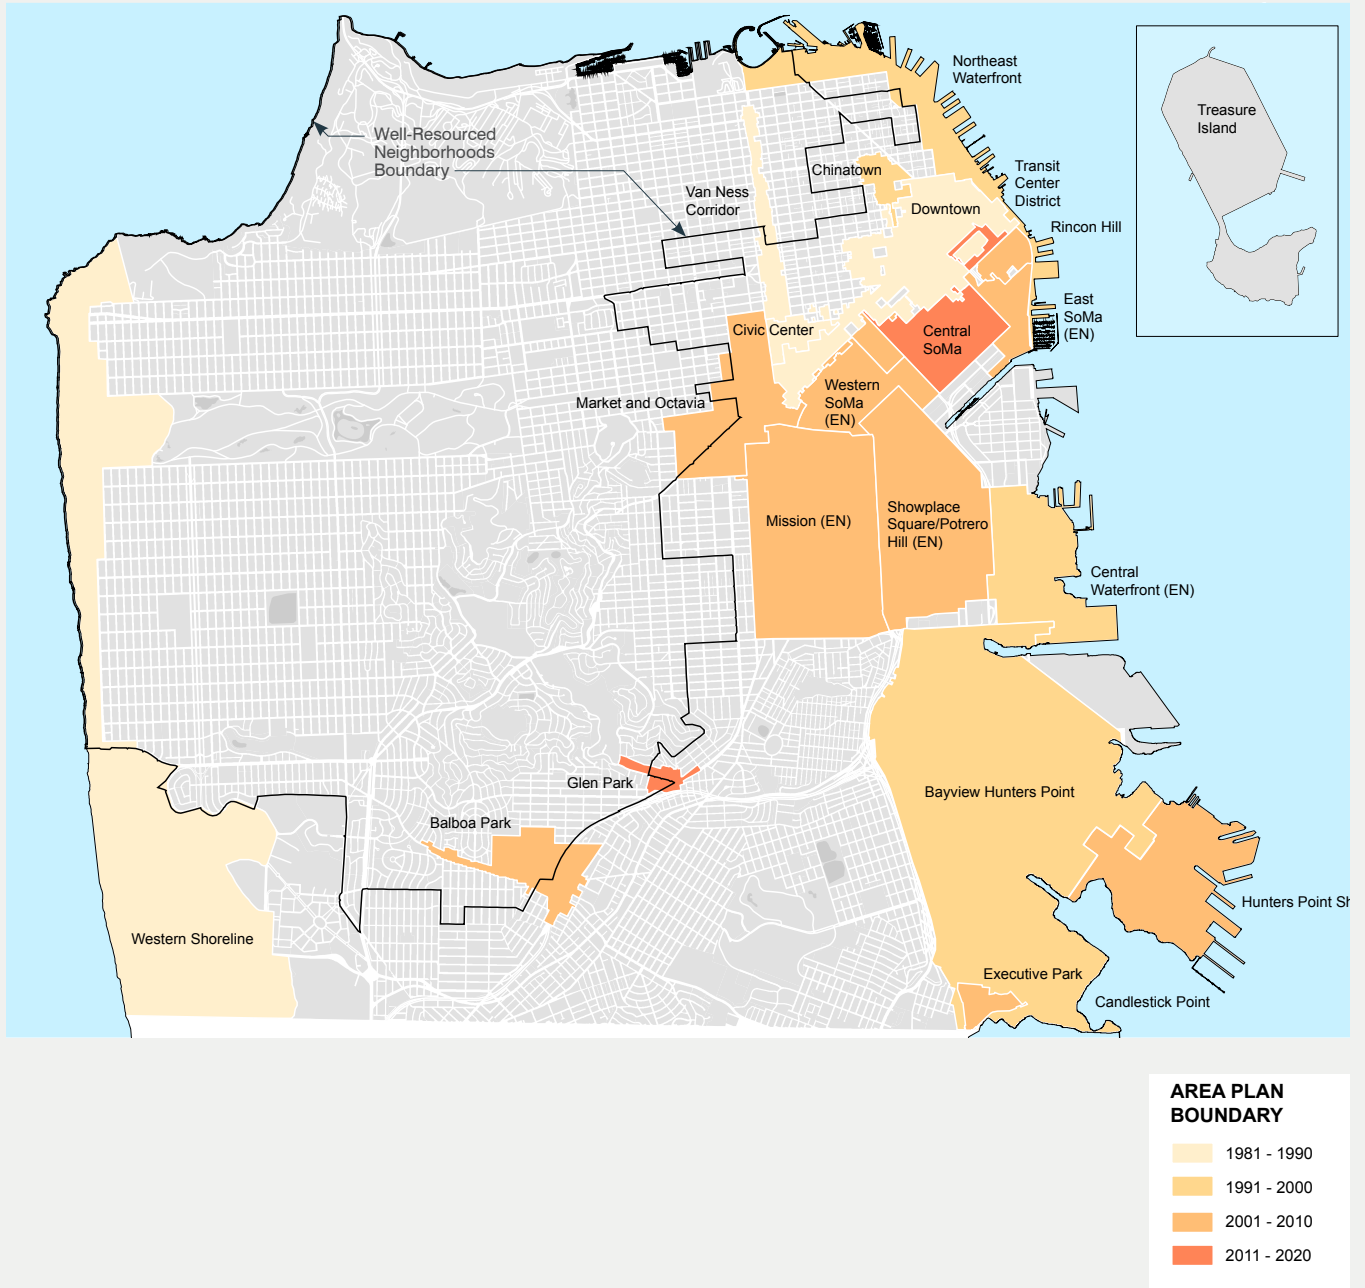 Northeast
Waterfront
Treasure
Island
Well-Resourced
Neighborhoods
Boundary
Chinatown
Transit
Center
District
Van Ness
Corridor
Downtown
Rincon Hill
East
SoMa
(EN)
Civic Center
Central
SoMa
Western
SoMa
(EN)
Market and Octavia
Mission (EN)
Showplace
Square/Potrero
Hill (EN)
Central
Waterfront (EN)
Glen Park
Bayview Hunters Point
Balboa Park
Hunters Point Sh
Western Shoreline
Executive Park
Candlestick Point
AREA PLAN
BOUNDARY
1981 - 1990
1991 - 2000
2001 - 2010
2011 - 2020